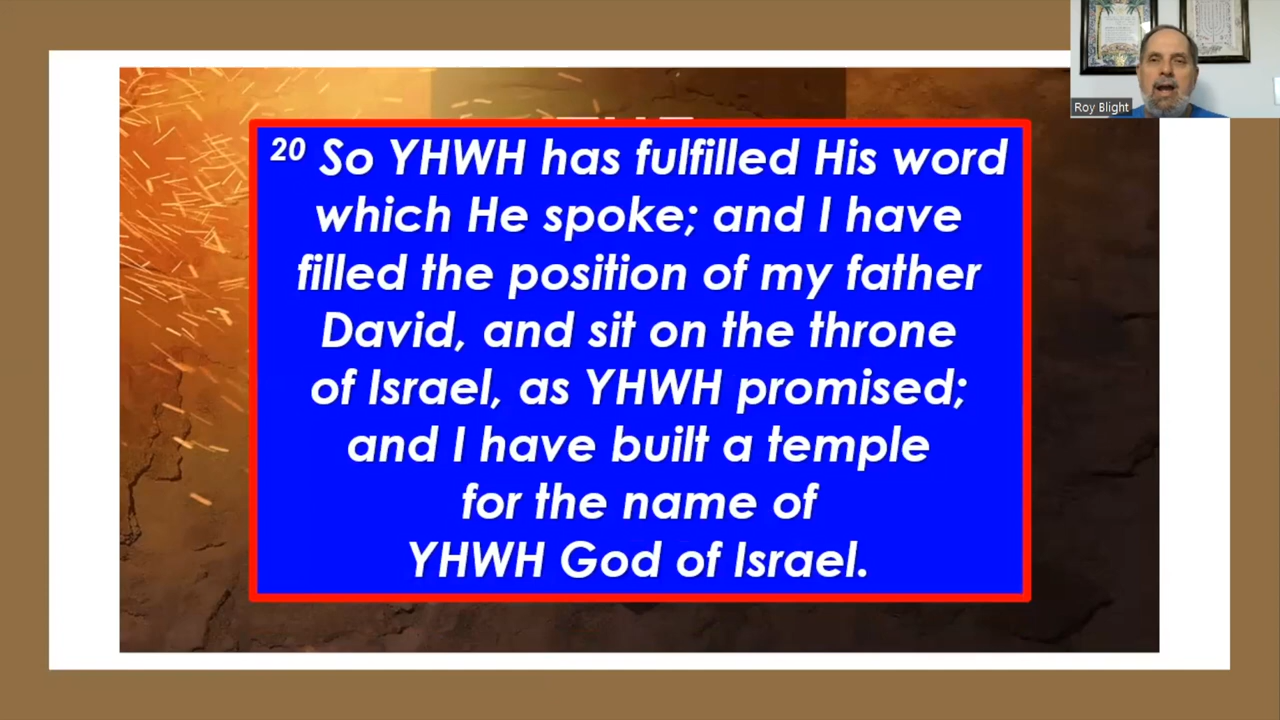 20 So YHWH has fulfilled His word
which He spoke; and I have
filled the position of my father
David, and sit on the throne
of Israel, as YHWH promised;
and I have built a temple
for the name of
YHWH God of Israel.
Roy Blight